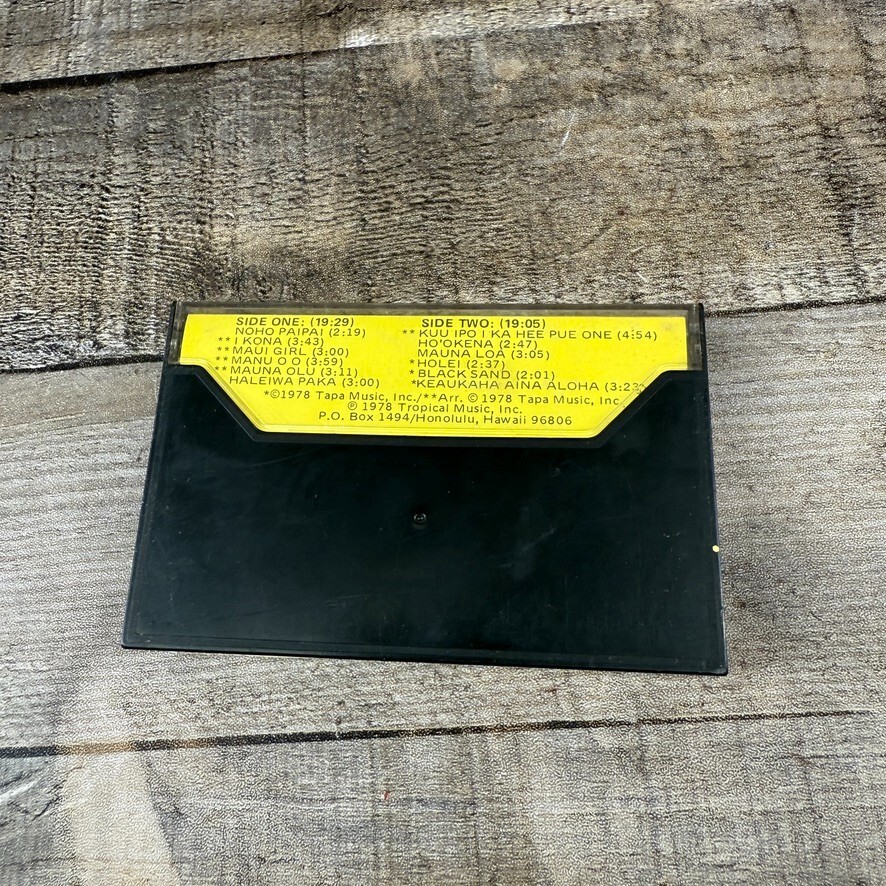 SIDE ONE: (19:29)
NOHO PAIPAI (2:19)
**I KONA (3:43)
**MAUI GIRL (3:00)
**MANU O O (3:59)
**MAUNA OLU (3:11)
HALEIWA PAKA (3:00)
SIDE TWO: (19:05)
**KUU IPO I KA HEE PUE ONE (4:54)
HO'OKENA (2:47)
MAUNA LOA (3:05)
*HOLEI (2:37)
*BLACK SAND (2:01)
*KEAUKAHA AINA ALOHA (3:23)
*©1978 Tapa Music, Inc./**Arr. © 1978 Tapa Music, Inc.
℗ 1978 Tropical Music, Inc.
P.O. Box 1494/Honolulu, Hawaii 96806